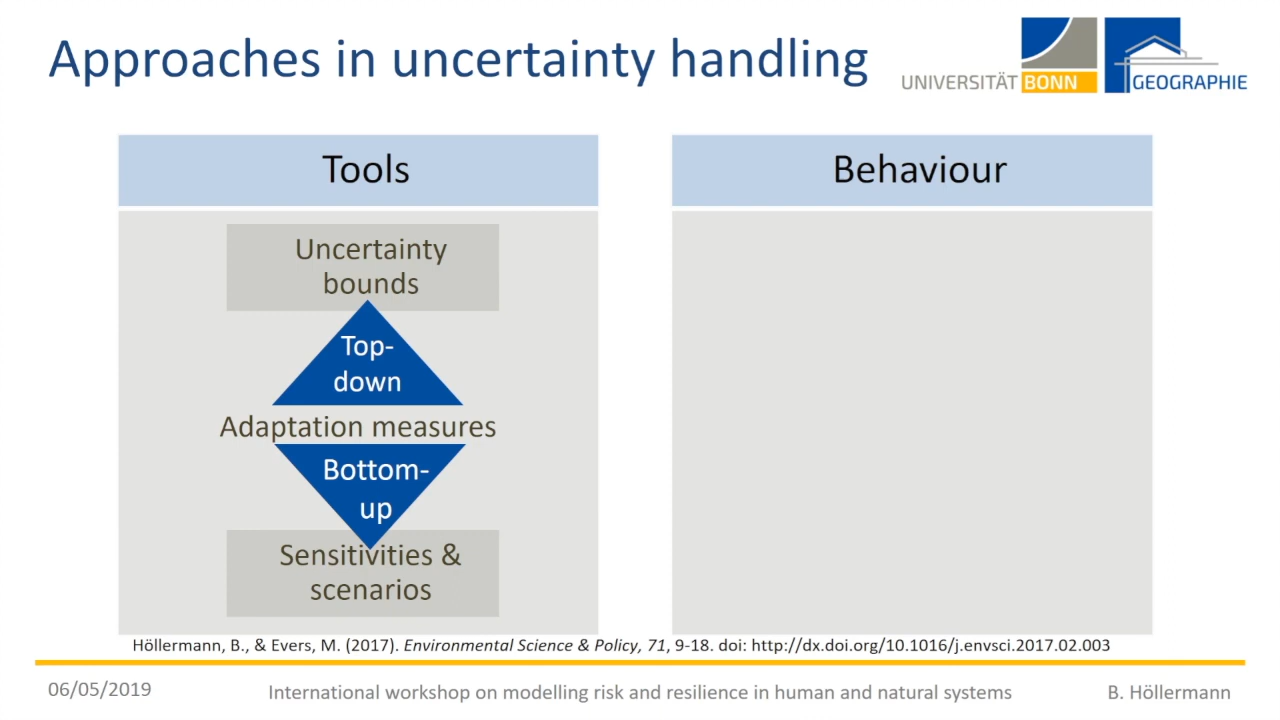 Approaches in uncertainty handling
UNIVERSITÄT BONN
GEOGRAPHIE
Tools
Behaviour
Uncertainty
bounds
Top-
down
Adaptation measures
Bottom-
up
Sensitivities &
scenarios
Höllermann, B., & Evers, M. (2017). Environmental Science & Policy, 71, 9-18. doi: http://dx.doi.org/10.1016/j.envsci.2017.02.003
06/05/2019
International workshop on modelling risk and resilience in human and natural systems
B. Höllermann